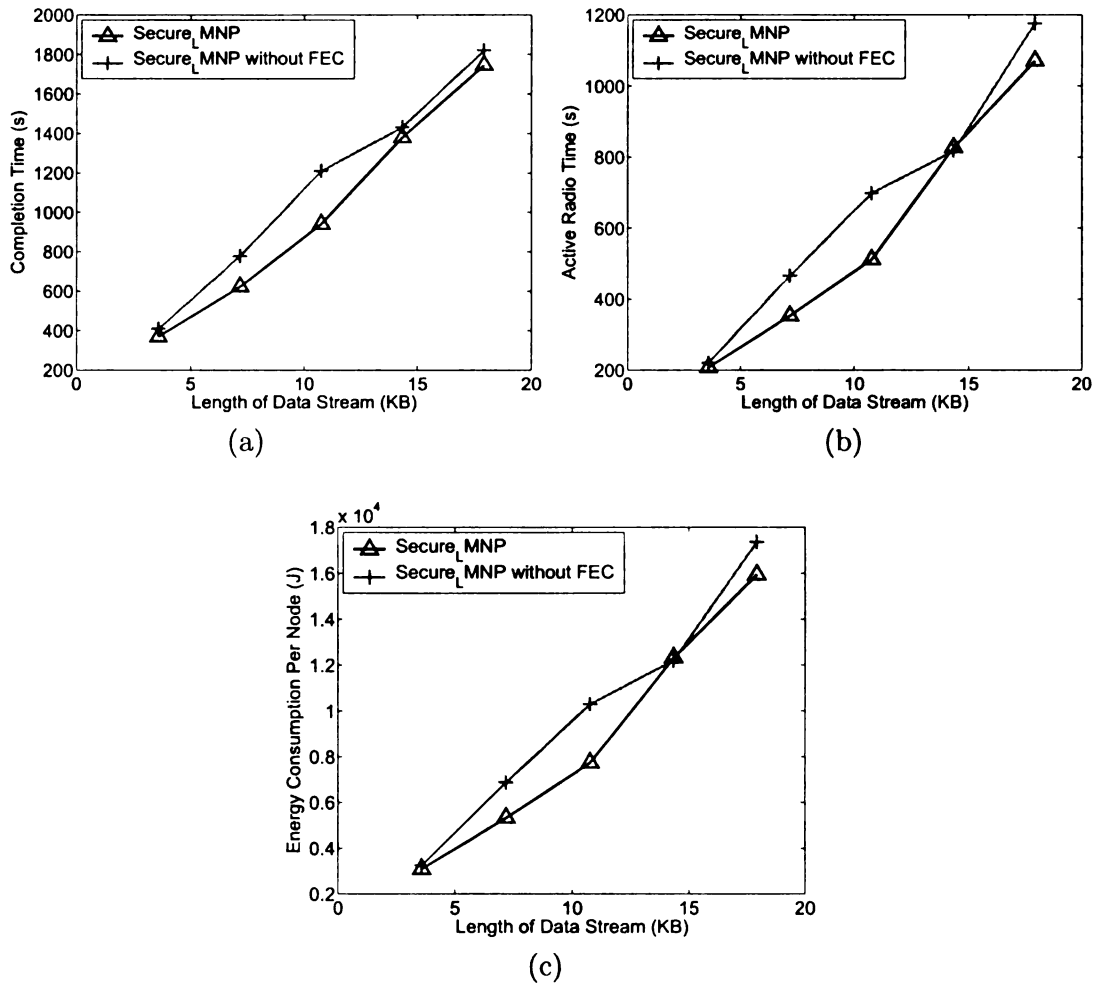 2000
1800
1600
1400
1200
1000
800
600
400
200
0 5 10 15 20
Completion Time (s)
Length of Data Stream (KB)
Secure_L MNP
Secure_L MNP without FEC
(a)
1200
1000
800
600
400
200
0 5 10 15 20
Active Radio Time (s)
Length of Data Stream (KB)
Secure_L MNP
Secure_L MNP without FEC
(b)
x 10^4
1.8
1.6
1.4
1.2
1
0.8
0.6
0.4
0.2
0 5 10 15 20
Energy Consumption Per Node (J)
Length of Data Stream (KB)
Secure_L MNP
Secure_L MNP without FEC
(c)